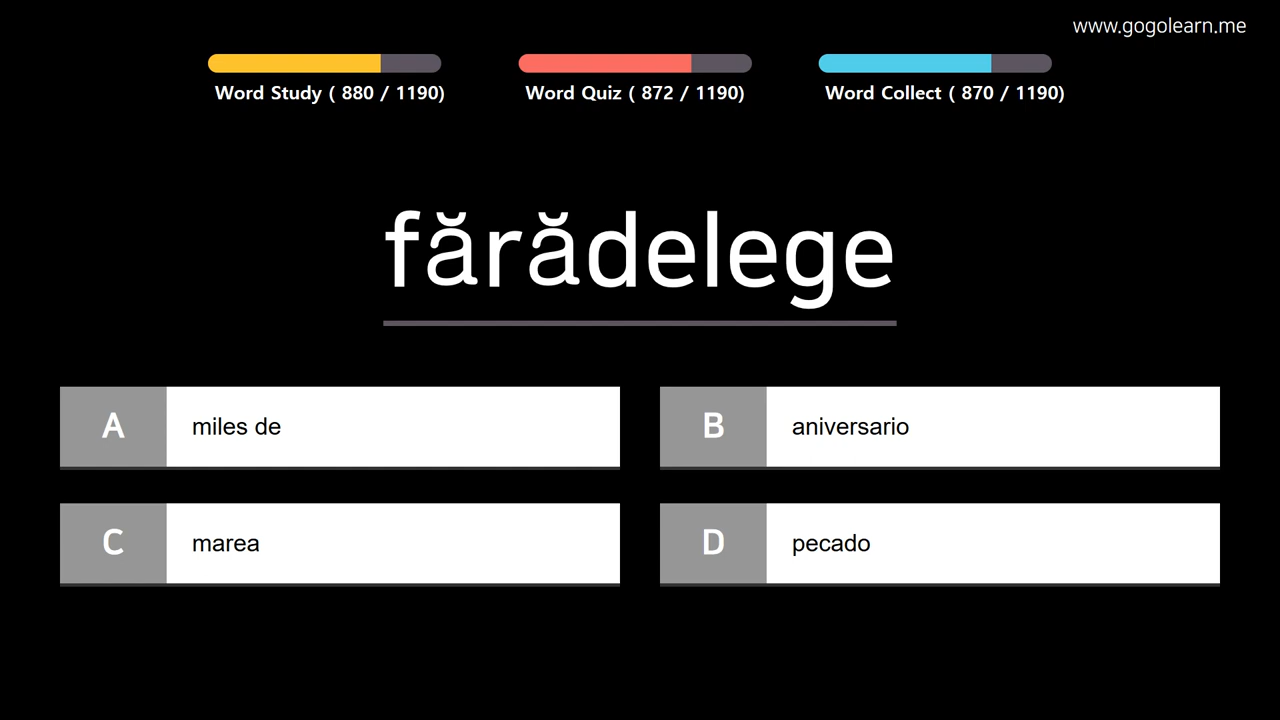 www.gogolearn.me
Word Study ( 880 / 1190)
Word Quiz ( 872 / 1190)
Word Collect ( 870 / 1190)
fărădelege
A miles de
B aniversario
C marea
D pecado